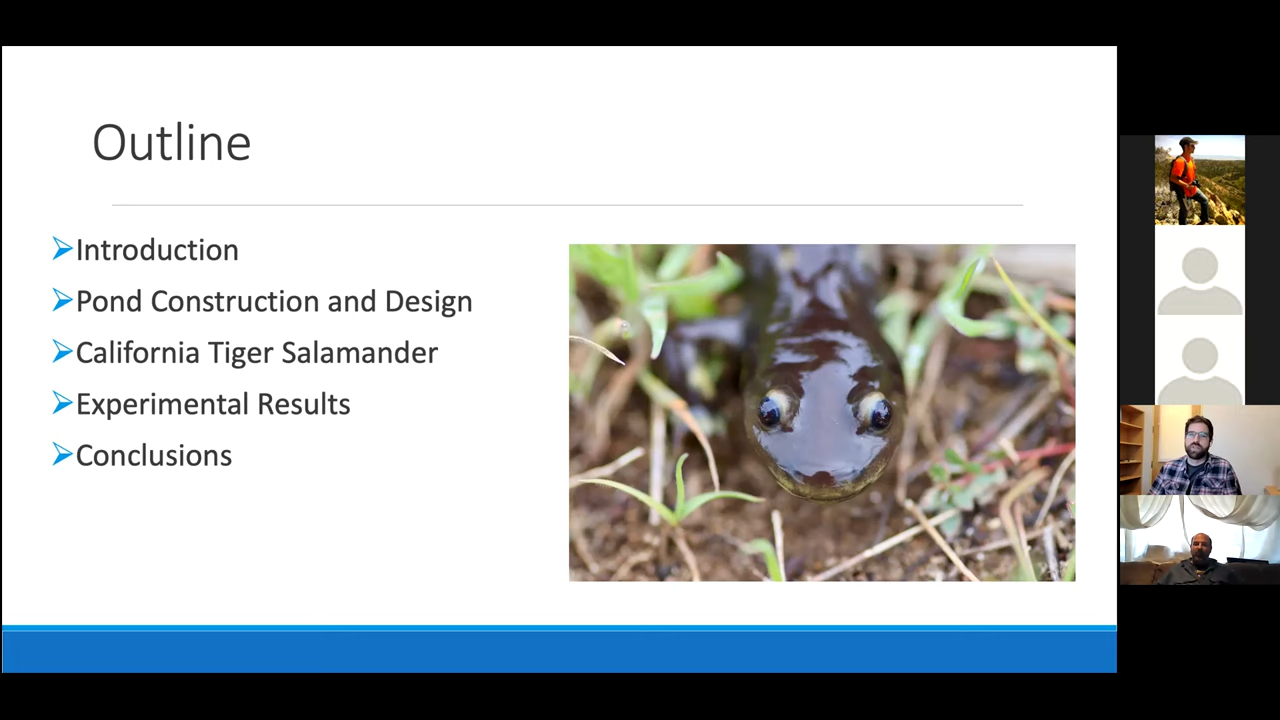 Outline
Introduction
Pond Construction and Design
California Tiger Salamander
Experimental Results
Conclusions